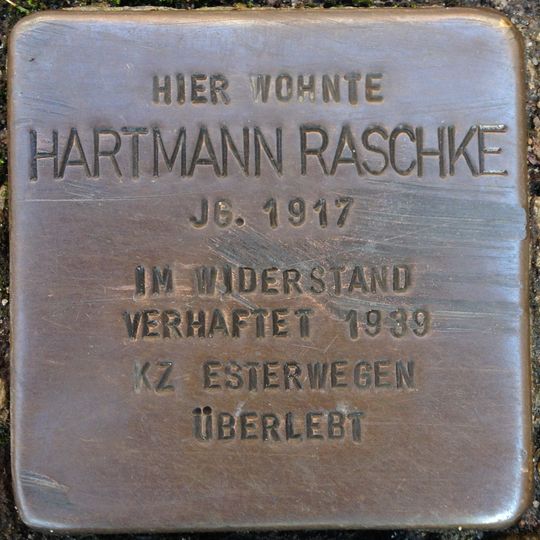 HIER WOHNTE
HARTMANN RASCHKE
JG. 1917
IM WIDERSTAND
VERHAFTET 1939
KZ ESTERWEGEN
ÜBERLEBT